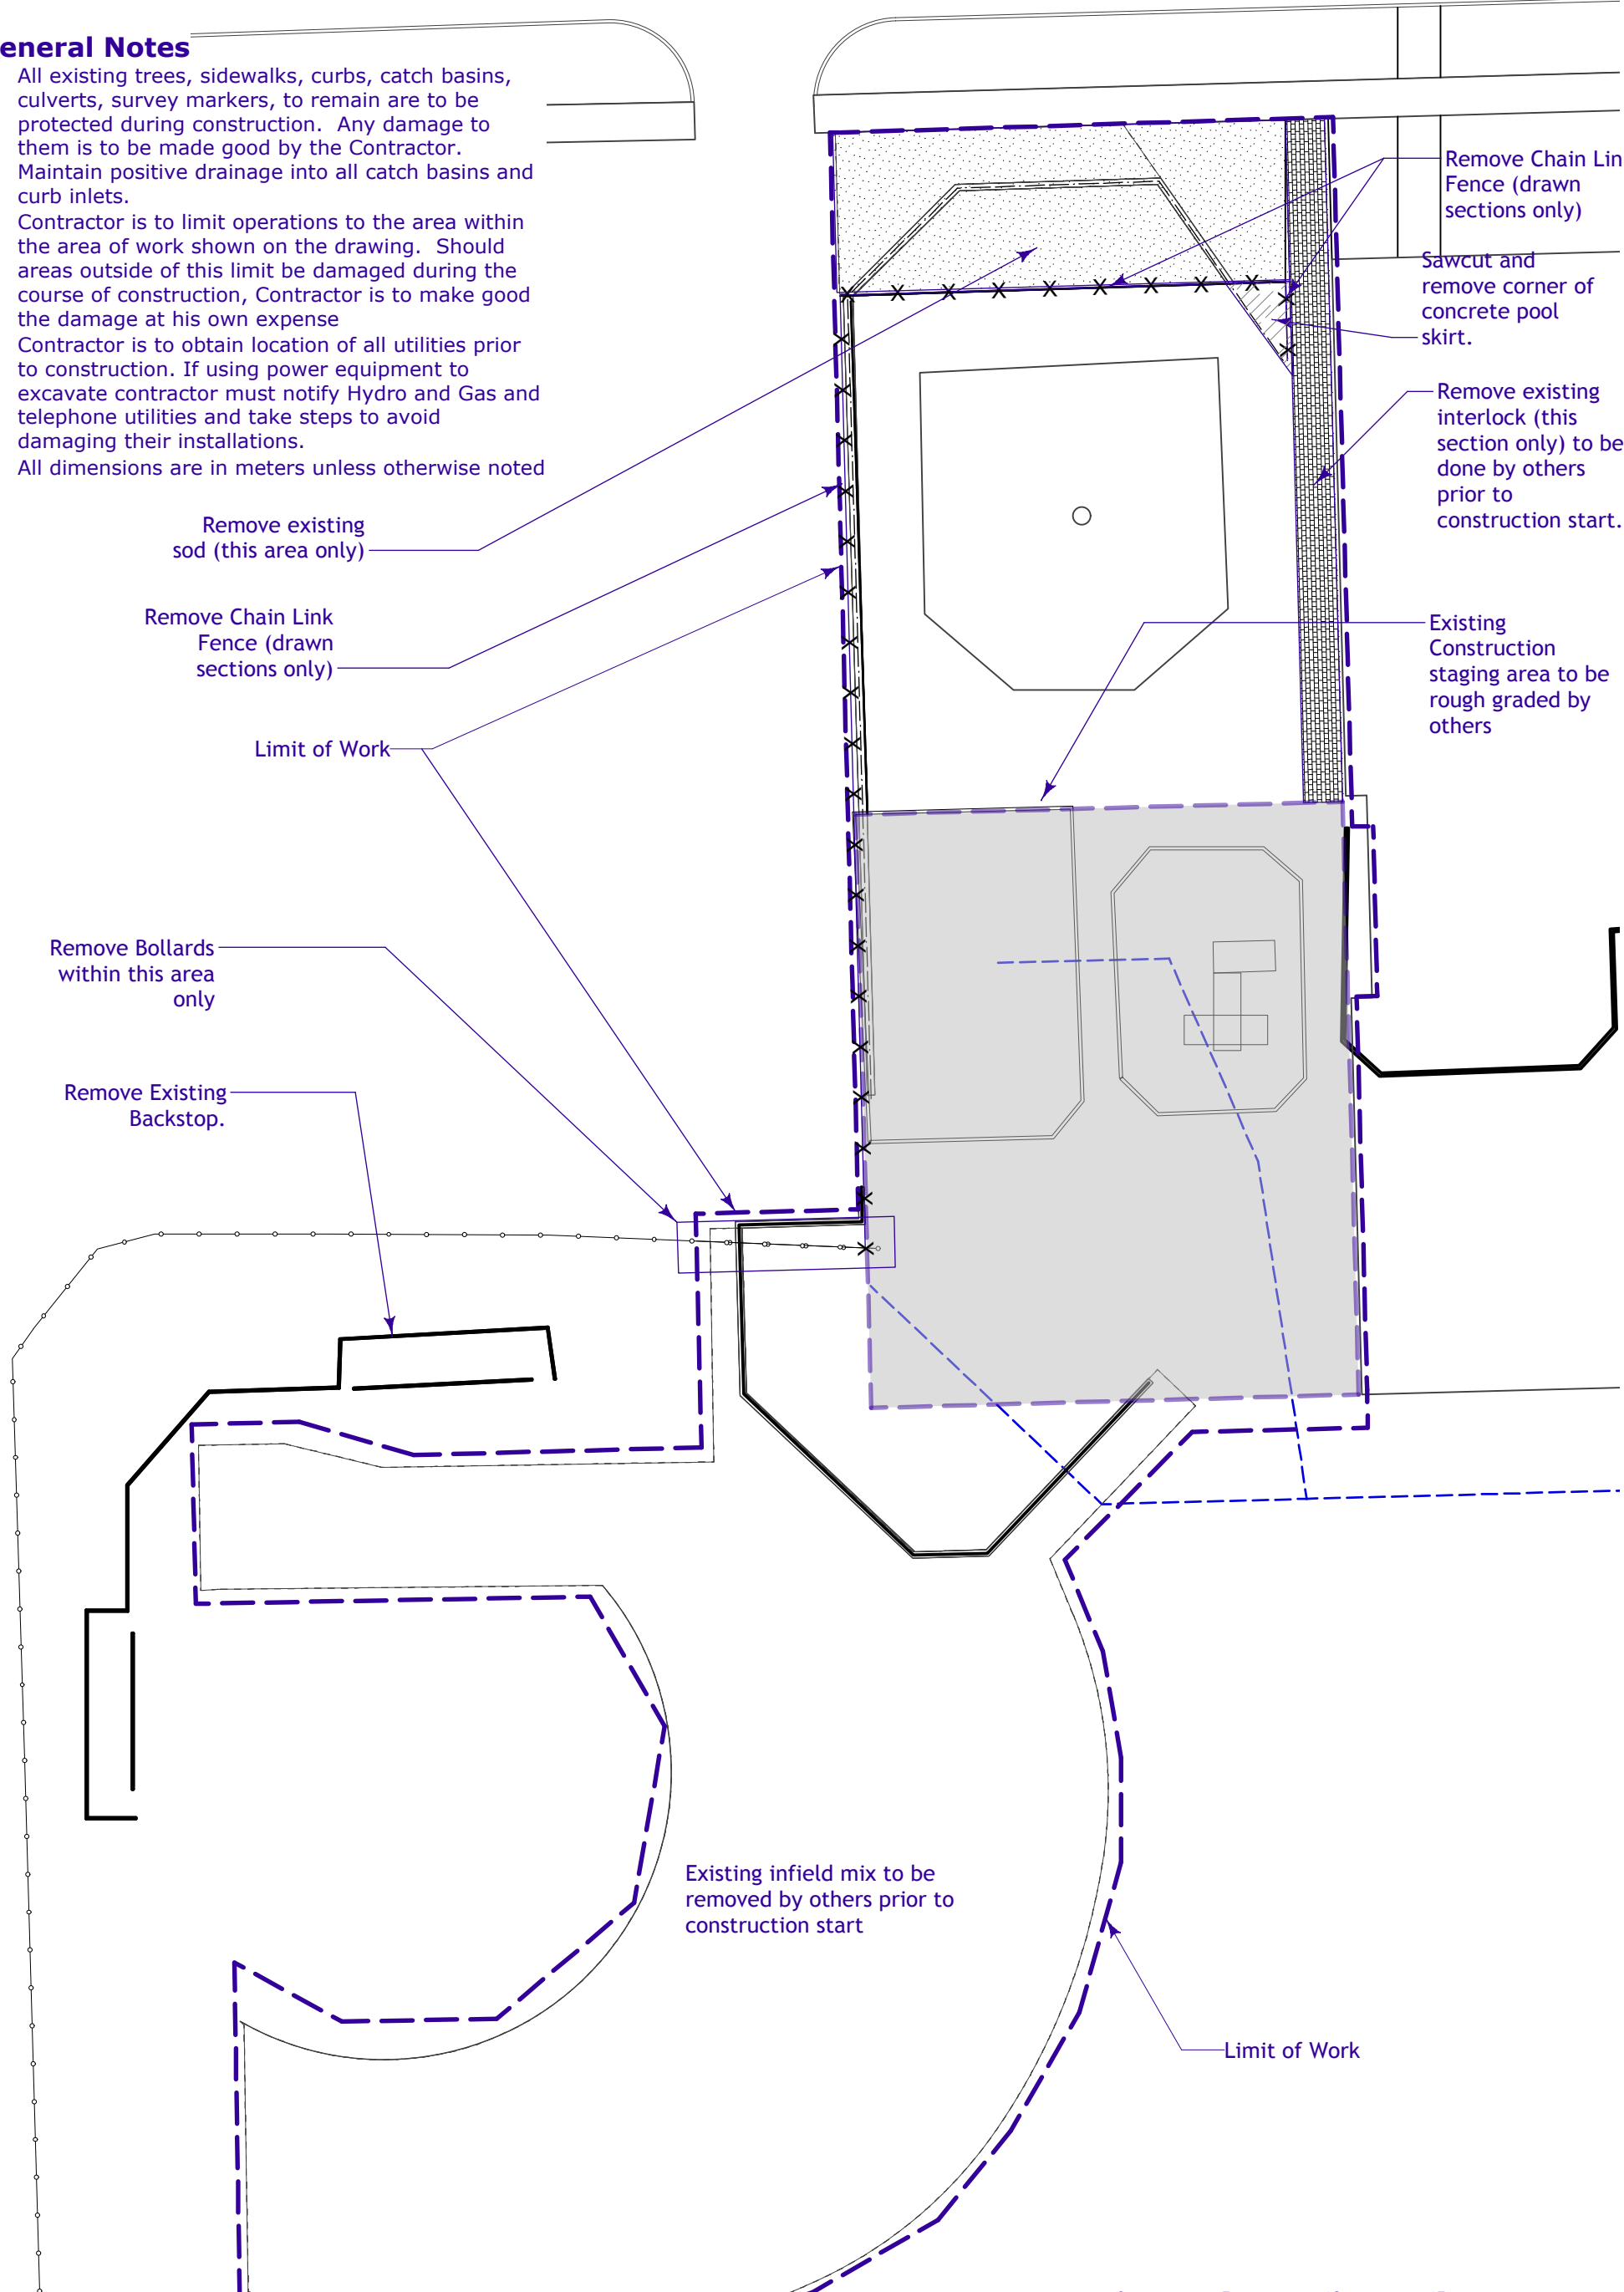 eneral Notes
All existing trees, sidewalks, curbs, catch basins,
culverts, survey markers, to remain are to be
protected during construction.  Any damage to
them is to be made good by the Contractor.
Maintain positive drainage into all catch basins and
curb inlets.
Contractor is to limit operations to the area within
the area of work shown on the drawing.  Should
areas outside of this limit be damaged during the
course of construction, Contractor is to make good
the damage at his own expense
Contractor is to obtain location of all utilities prior
to construction. If using power equipment to
excavate contractor must notify Hydro and Gas and
telephone utilities and take steps to avoid
damaging their installations.
All dimensions are in meters unless otherwise noted
Remove Chain Lin
Fence (drawn
sections only)
Sawcut and
remove corner of
concrete pool
skirt.
Remove existing
interlock (this
section only) to be
done by others
prior to
construction start.
Remove existing
sod (this area only)
Remove Chain Link
Fence (drawn
sections only)
Existing
Construction
staging area to be
rough graded by
others
Limit of Work
Remove Bollards
within this area
only
Remove Existing
Backstop.
Existing infield mix to be
removed by others prior to
construction start
Limit of Work